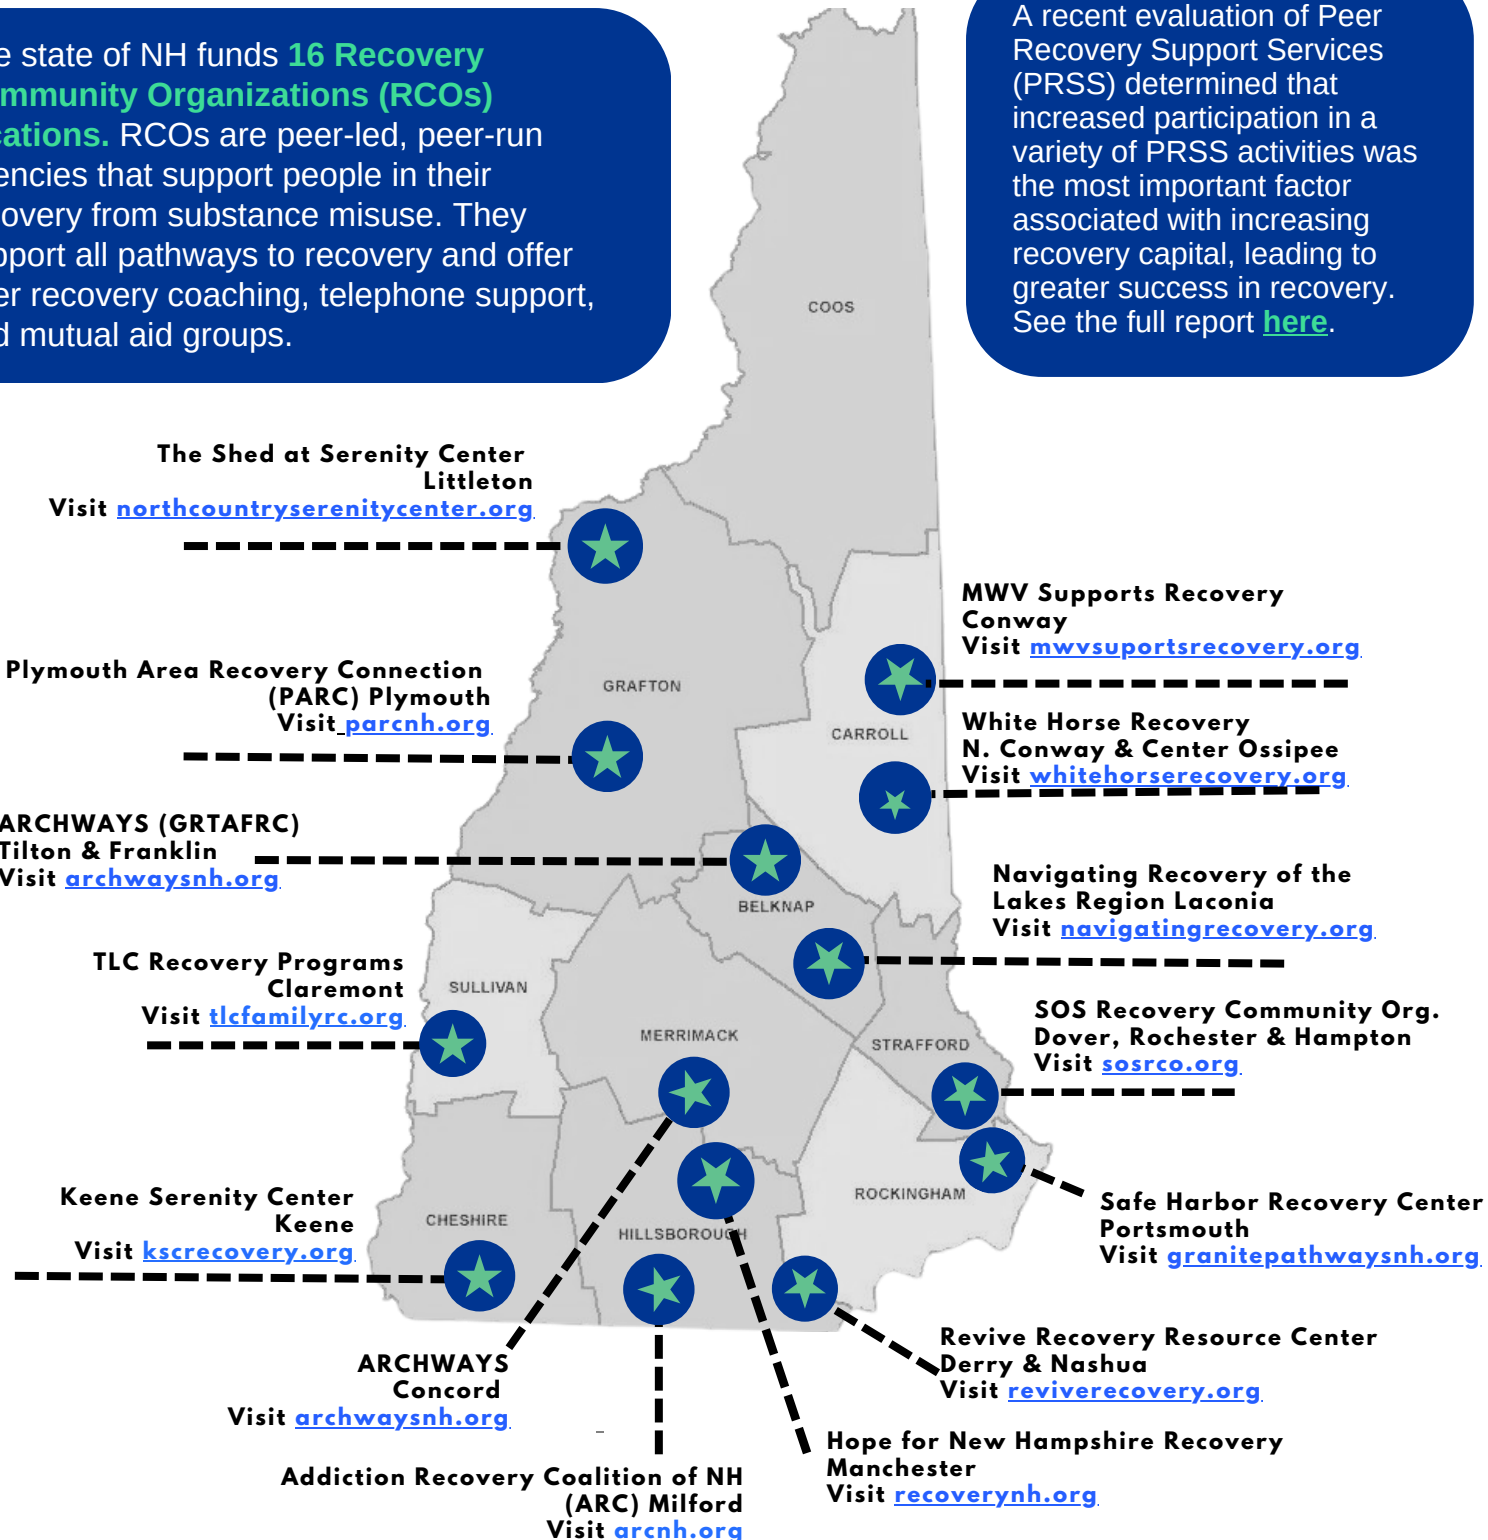 e state of NH funds 16 Recovery
mmunity Organizations (RCOs)
cations. RCOs are peer-led, peer-run
encies that support people in their
overy from substance misuse. They
pport all pathways to recovery and offer
er recovery coaching, telephone support,
d mutual aid groups.
A recent evaluation of Peer
Recovery Support Services
(PRSS) determined that
increased participation in a
variety of PRSS activities was
the most important factor
associated with increasing
recovery capital, leading to
greater success in recovery.
See the full report here.
COOS
The Shed at Serenity Center
Littleton
Visit northcountryserenitycenter.org
MWV Supports Recovery
Conway
Visit mwvsuportsrecovery.org
Plymouth Area Recovery Connection
(PARC) Plymouth
Visit parcnh.org
GRAFTON
CARROLL
White Horse Recovery
N. Conway & Center Ossipee
Visit whitehorserecovery.org
ARCHWAYS (GRTAFRC)
Tilton & Franklin
Visit archwaysnh.org
BELKNAP
Navigating Recovery of the
Lakes Region Laconia
Visit navigatingrecovery.org
TLC Recovery Programs
Claremont
Visit tlcfamilyrc.org
SULLIVAN
MERRIMACK
STRAFFORD
SOS Recovery Community Org.
Dover, Rochester & Hampton
Visit sosrco.org
Keene Serenity Center
Keene
Visit kscrecovery.org
CHESHIRE
HILLSBOROUGH
ROCKINGHAM
Safe Harbor Recovery Center
Portsmouth
Visit granitepathwaysnh.org
ARCHWAYS
Concord
Visit archwaysnh.org
Revive Recovery Resource Center
Derry & Nashua
Visit reviverecovery.org
Addiction Recovery Coalition of NH
(ARC) Milford
Visit arcnh.org
Hope for New Hampshire Recovery
Manchester
Visit recoverynh.org